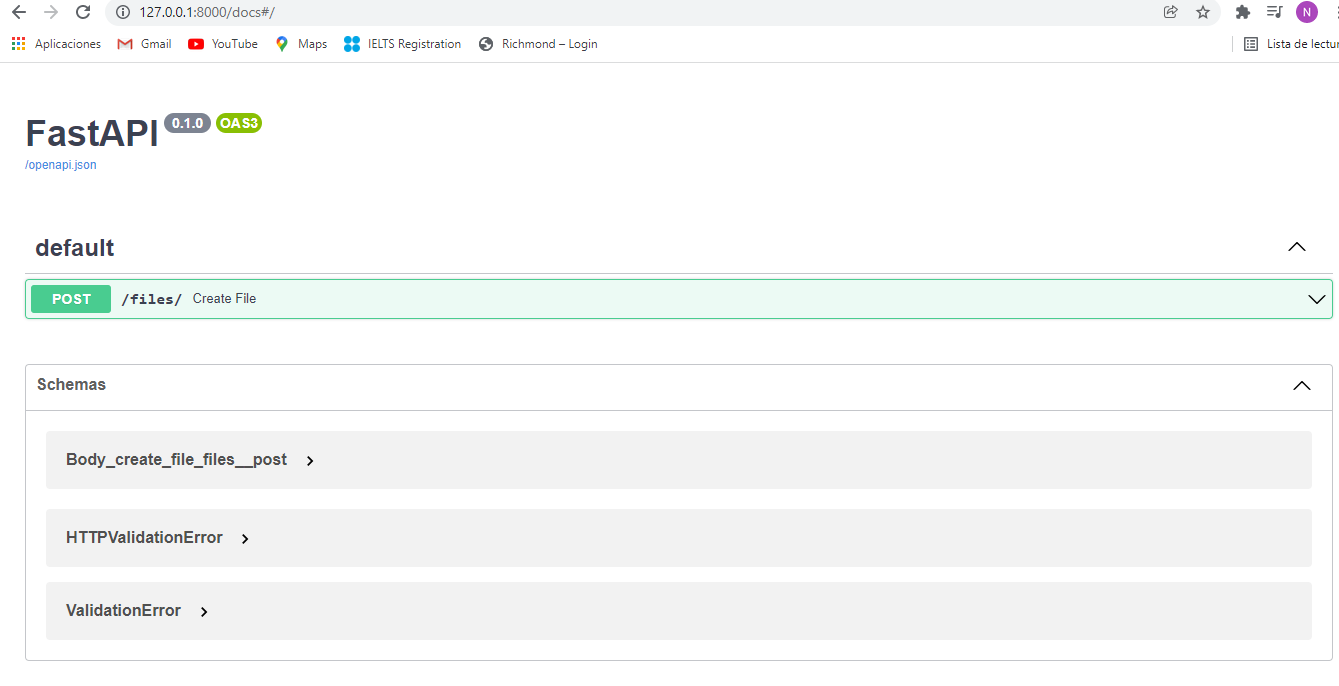 127.0.0.1:8000/docs#/
N
Aplicaciones Gmail YouTube Maps IELTS Registration Richmond – Login Lista de lectur
FastAPI 0.1.0 OAS3
/openapi.json
default
POST /files/ Create File
Schemas
Body_create_file_files__post
HTTPValidationError
ValidationError